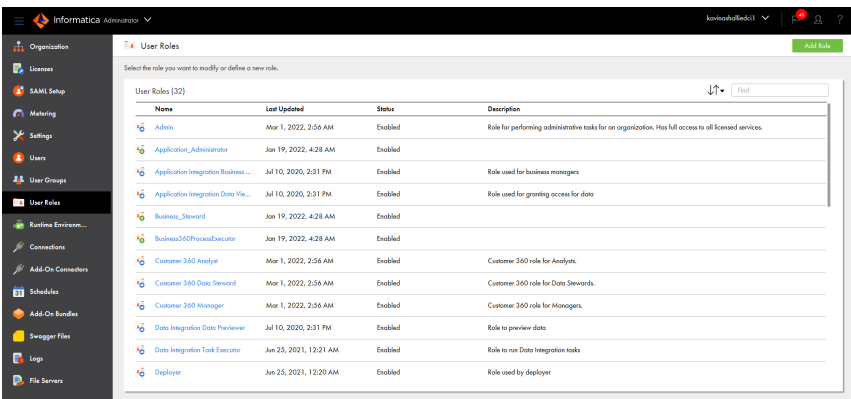 Informatica Administrator
kavinashalliedcl1
40
?
Organization
Licenses
SAML Setup
Metering
Settings
Users
User Groups
User Roles
Runtime Environm...
Connections
Add-On Connectors
31 Schedules
Add-On Bundles
Swagger Files
Logs
File Servers
User Roles
Add Role
Select the role you want to modify or define a new role.
User Roles (32)
Find
Name Last Updated Status Description
Admin Mar 1, 2022, 2:56 AM Enabled Role for performing administrative tasks for an organization. Has full access to all licensed services.
Application_Administrator Jan 19, 2022, 4:28 AM Enabled
Application Integration Business ... Jul 10, 2020, 2:31 PM Enabled Role used for business managers
Application Integration Data Vie... Jul 10, 2020, 2:31 PM Enabled Role used for granting access for data
Business_Steward Jan 19, 2022, 4:28 AM Enabled
Business360ProcessExecutor Jan 19, 2022, 4:28 AM Enabled
Customer 360 Analyst Mar 1, 2022, 2:56 AM Enabled Customer 360 role for Analysts.
Customer 360 Data Steward Mar 1, 2022, 2:56 AM Enabled Customer 360 role for Data Stewards.
Customer 360 Manager Mar 1, 2022, 2:56 AM Enabled Customer 360 role for Managers.
Data Integration Data Previewer Jul 10, 2020, 2:31 PM Enabled Role to preview data
Data Integration Task Executor Jun 25, 2021, 12:21 AM Enabled Role to run Data Integration tasks
Deployer Jun 25, 2021, 12:20 AM Enabled Role used by deployer